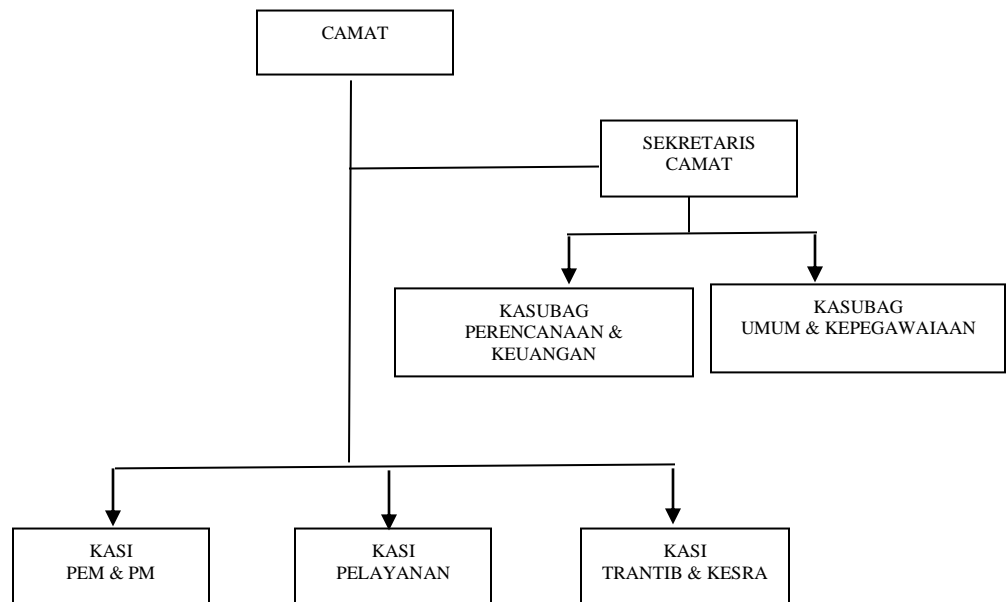 CAMAT
SEKRETARIS
CAMAT
KASUBAG
PERENCANAAN &
KEUANGAN
KASUBAG
UMUM & KEPEGAWAIAAN
KASI
PEM & PM
KASI
PELAYANAN
KASI
TRANTIB & KESRA